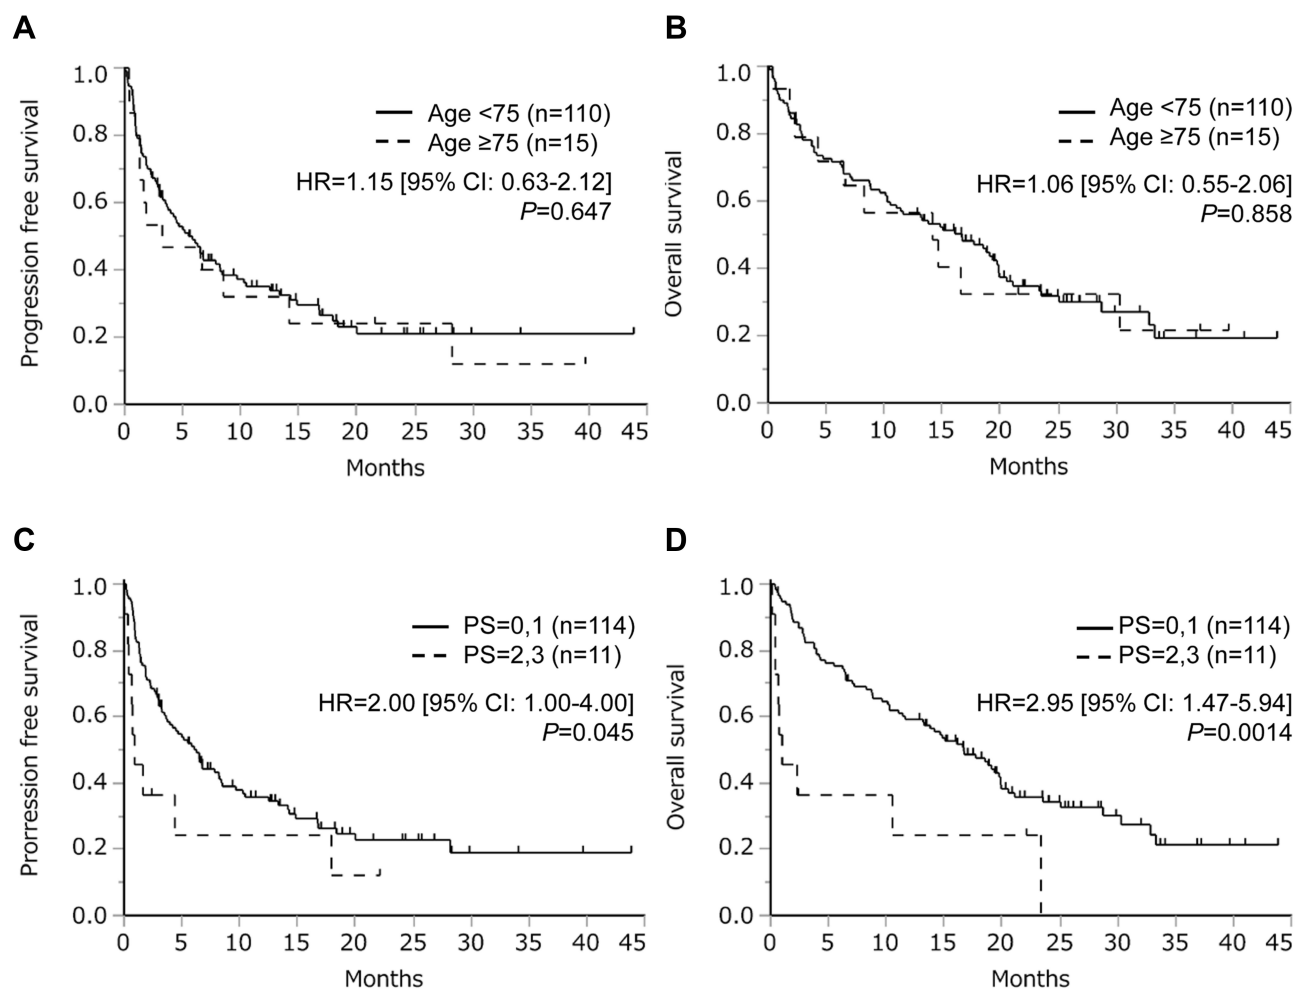 A
Progression free survival
1.0
0.8
0.6
0.4
0.2
0.0
Age <75 (n=110)
Age ≥75 (n=15)
HR=1.15 [95% CI: 0.63-2.12]
P=0.647
0 5 10 15 20 25 30 35 40 45
Months
B
Overall survival
1.0
0.8
0.6
0.4
0.2
0.0
Age <75 (n=110)
Age ≥75 (n=15)
HR=1.06 [95% CI: 0.55-2.06]
P=0.858
0 5 10 15 20 25 30 35 40 45
Months
C
Prorression free survival
1.0
0.8
0.6
0.4
0.2
0.0
PS=0,1 (n=114)
PS=2,3 (n=11)
HR=2.00 [95% CI: 1.00-4.00]
P=0.045
0 5 10 15 20 25 30 35 40 45
Months
D
Overall survival
1.0
0.8
0.6
0.4
0.2
0.0
PS=0,1 (n=114)
PS=2,3 (n=11)
HR=2.95 [95% CI: 1.47-5.94]
P=0.0014
0 5 10 15 20 25 30 35 40 45
Months